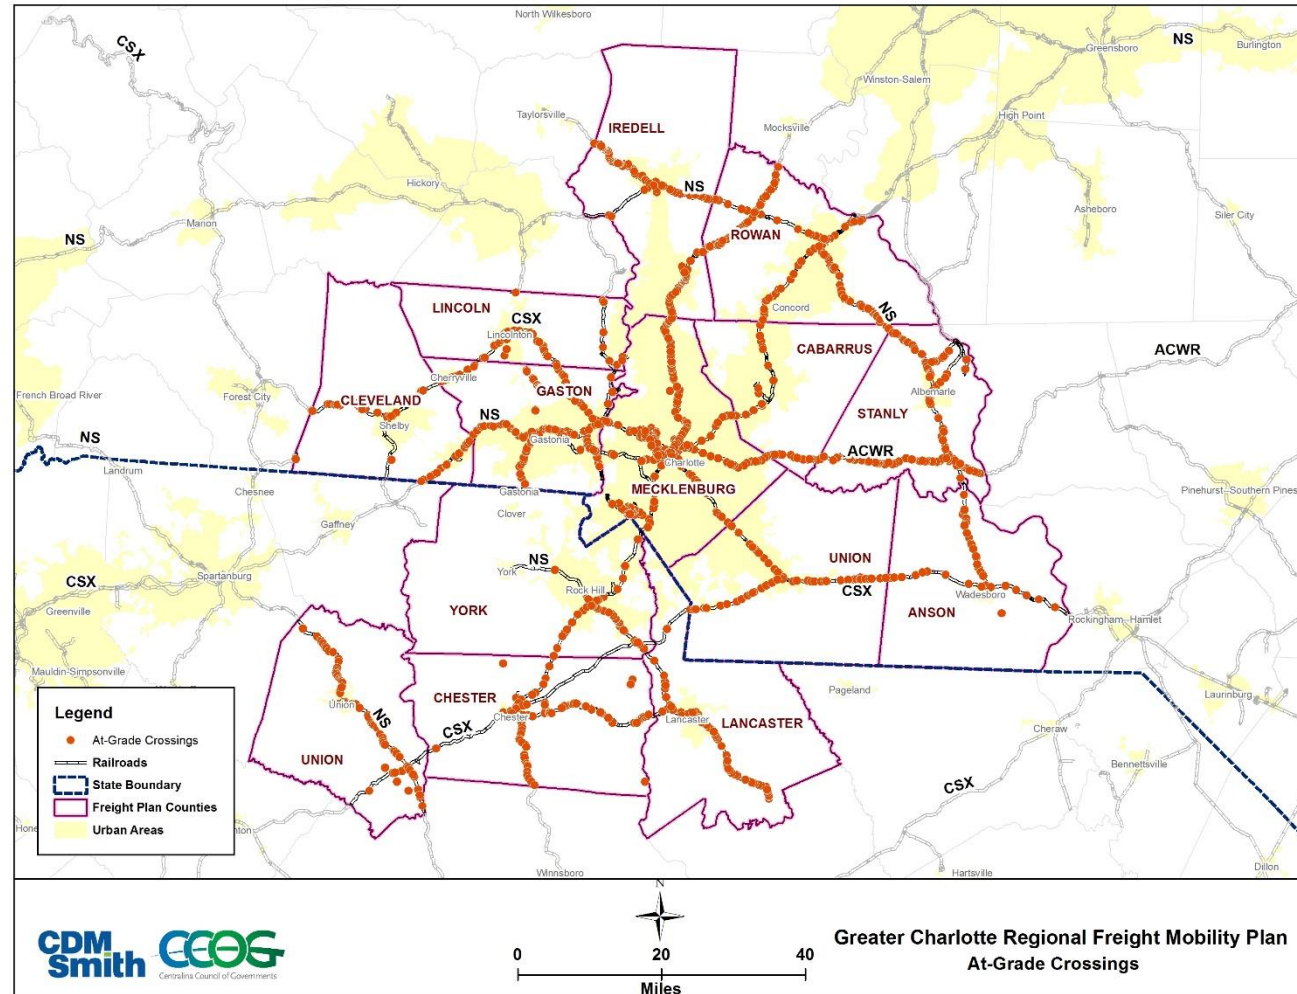 North Wilkesboro
CSX
Greensboro
NS
Burlington
Winston-Salem
High Point
Taylorsville
IREDELL
Mocksville
Hickory
NS
Asheboro
Siler City
Marion
NS
ROWAN
LINCOLN
CSX
Lincolnton
Concord
NS
CABARRUS
ACWR
Cherryville
GASTON
Albemarle
French Broad River
Forest City
CLEVELAND
Shelby
NS
STANLY
NS
Gastonia
Charlotte
ACWR
Landrum
Chesnee
Gastonia
MECKLENBURG
Pinehurst--Southern Pines
Clover
Gaffney
UNION
NS
York
CSX
Spartanburg
Rock Hill
CSX
Wadesboro
Greenville
YORK
ANSON
Rockingham--Hamlet
Mauldin-Simpsonville
Pageland
Laurinburg
Union
NS
CHESTER
Chester
CSX
Lancaster
LANCASTER
Cheraw
Bennettsville
UNION
CSX
Winnsboro
Hartsville
Dillon
Legend
At-Grade Crossings
Railroads
State Boundary
Freight Plan Counties
Urban Areas
CDM
Smith
CCOG
Centralina Council of Governments
N
0 20 40
Miles
Greater Charlotte Regional Freight Mobility Plan
At-Grade Crossings